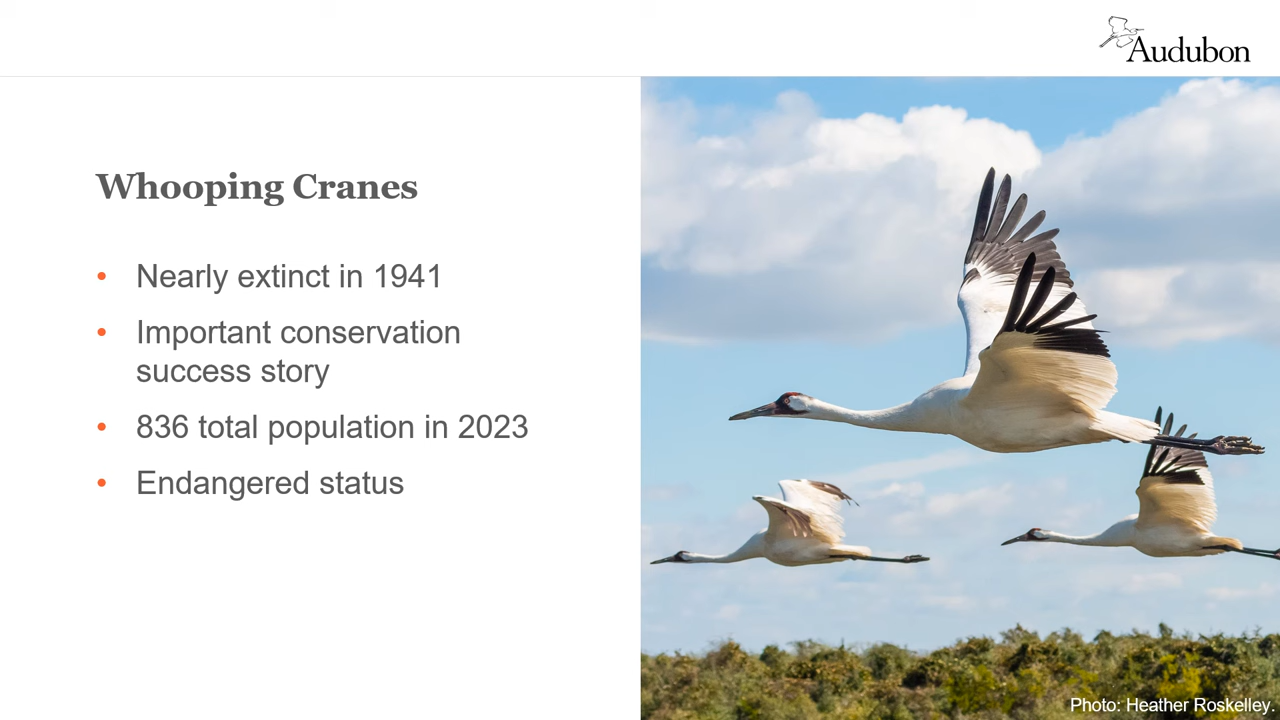 Audubon
Whooping Cranes
• Nearly extinct in 1941
• Important conservation
success story
• 836 total population in 2023
• Endangered status
Photo: Heather Roskelley.